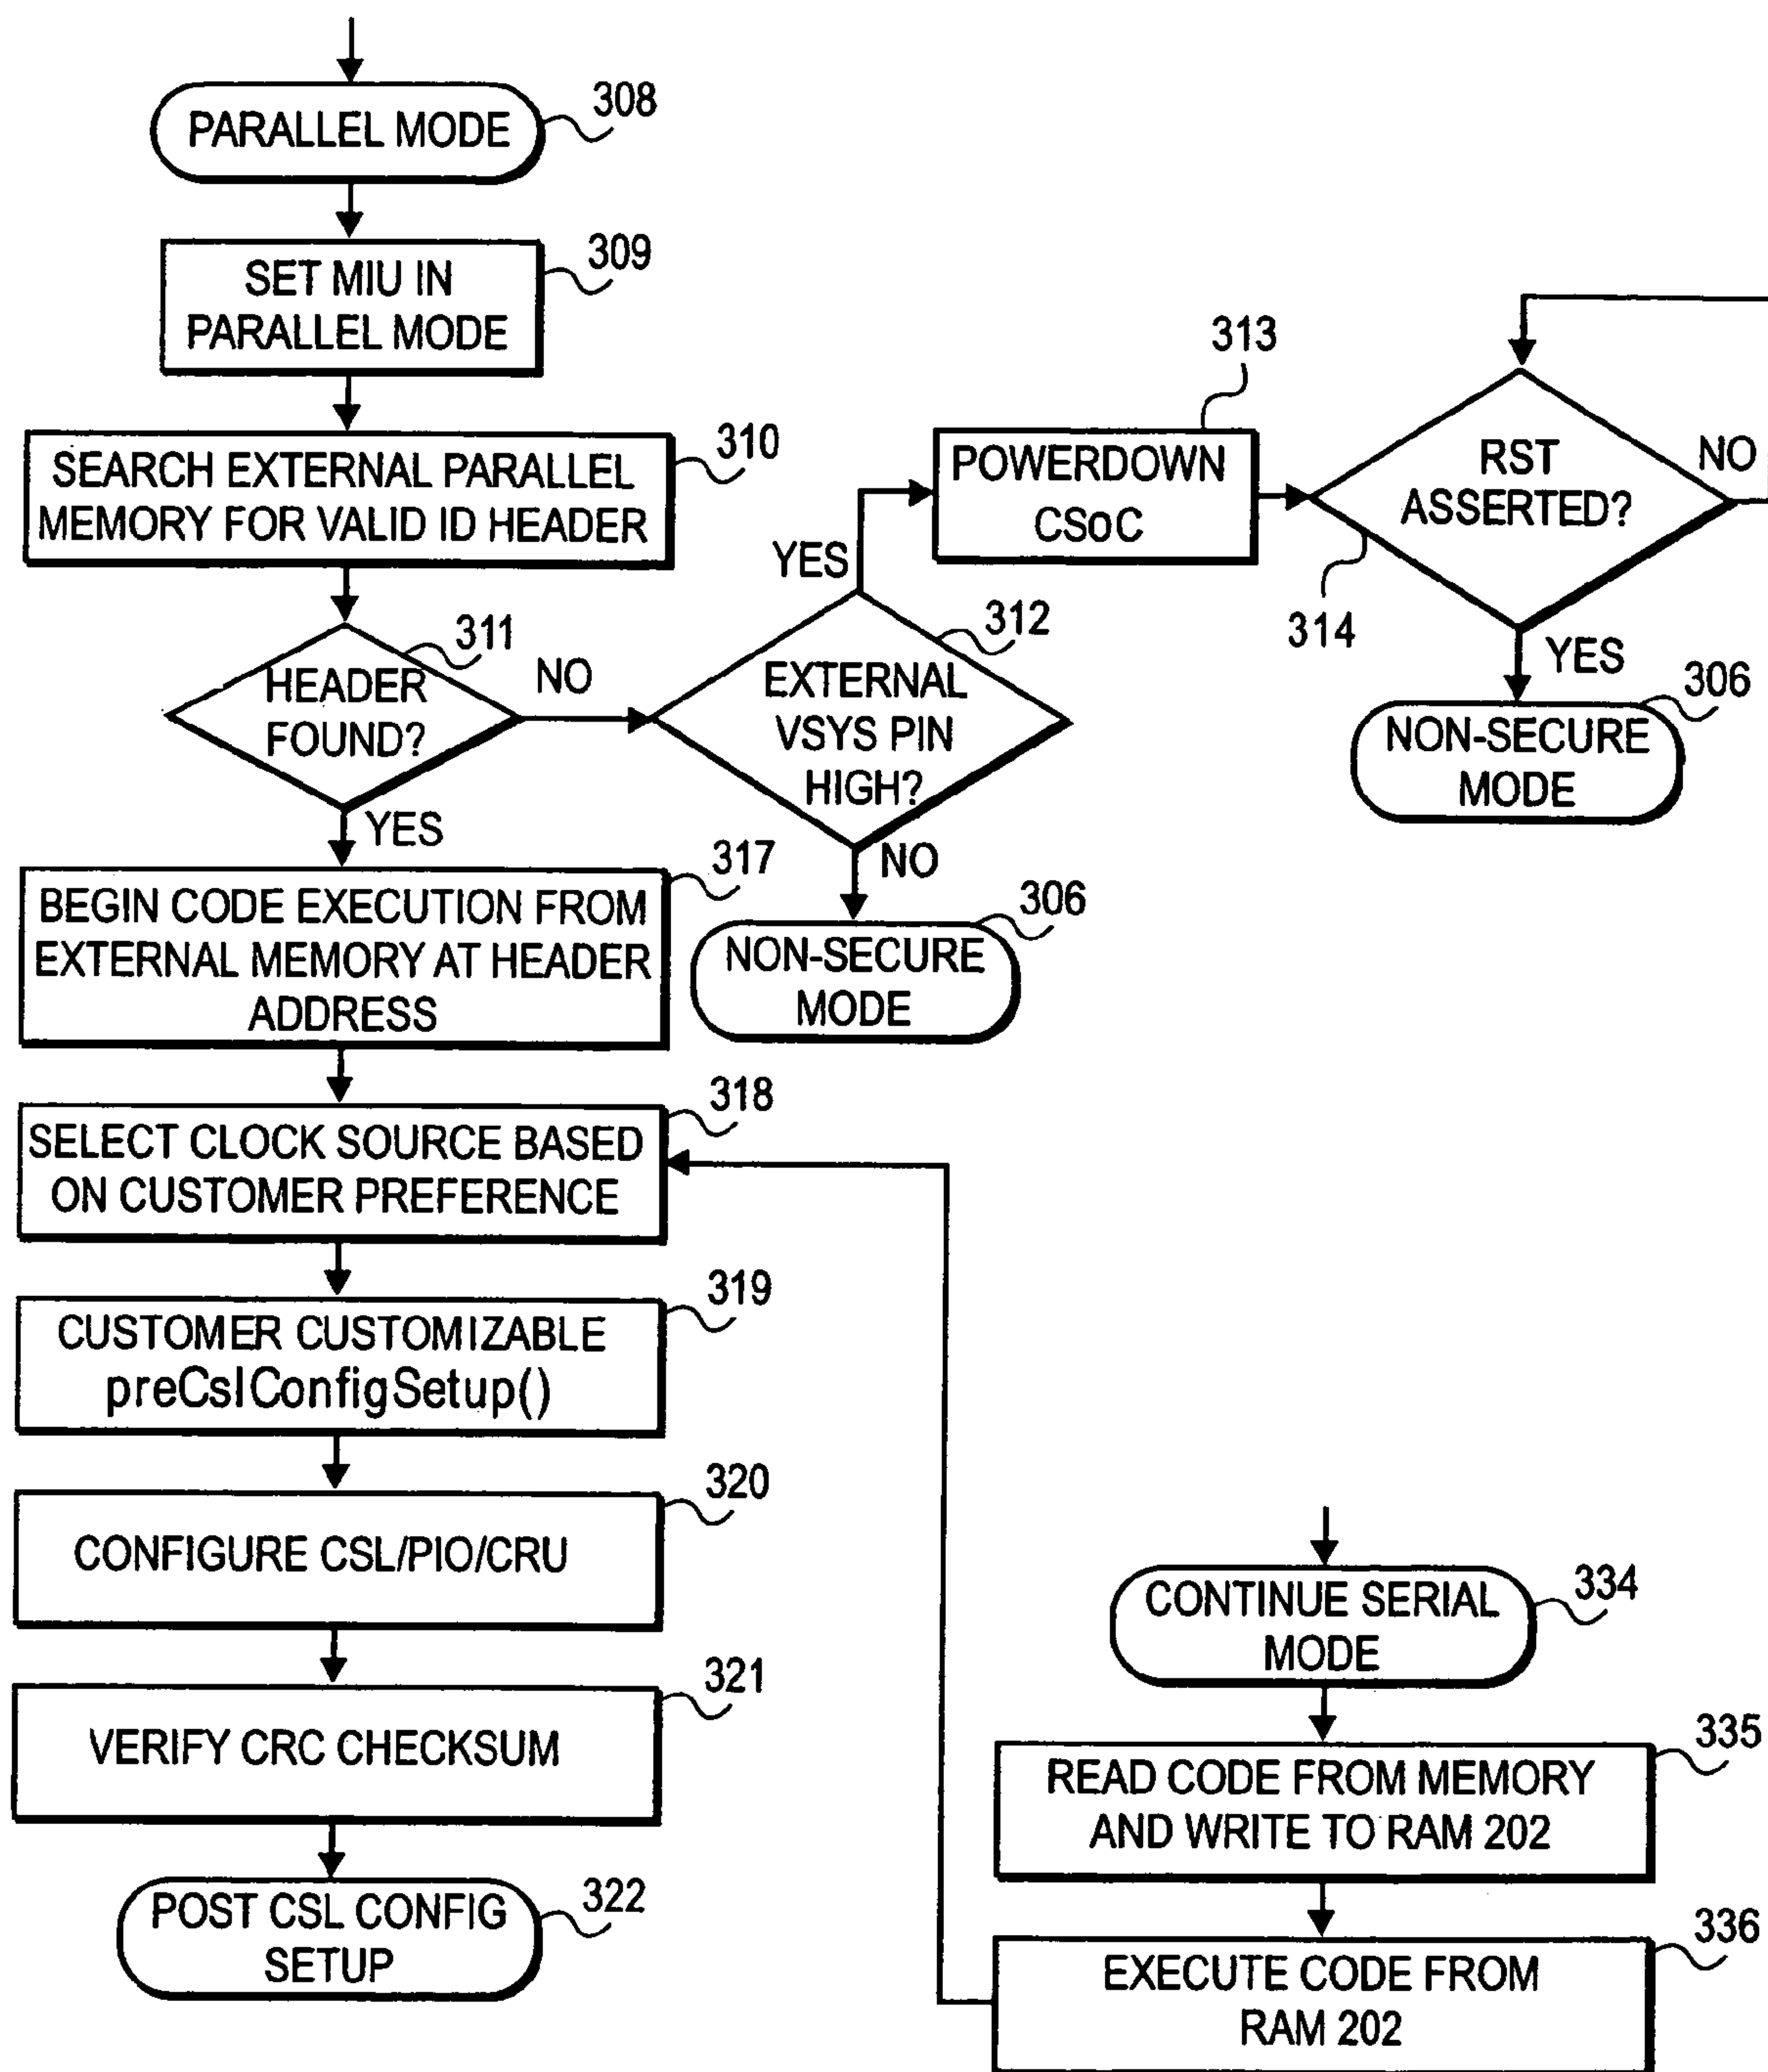 PARALLEL MODE
308
SET MIU IN
PARALLEL MODE
309
SEARCH EXTERNAL PARALLEL
MEMORY FOR VALID ID HEADER
310
HEADER
FOUND?
311
NO
YES
EXTERNAL
VSYS PIN
HIGH?
312
YES
NO
POWERDOWN
CSoC
313
RST
ASSERTED?
314
NO
YES
NON-SECURE
MODE
306
NON-SECURE
MODE
306
BEGIN CODE EXECUTION FROM
EXTERNAL MEMORY AT HEADER
ADDRESS
317
SELECT CLOCK SOURCE BASED
ON CUSTOMER PREFERENCE
318
CUSTOMER CUSTOMIZABLE
preCslConfigSetup()
319
CONFIGURE CSL/PIO/CRU
320
VERIFY CRC CHECKSUM
321
POST CSL CONFIG
SETUP
322
CONTINUE SERIAL
MODE
334
READ CODE FROM MEMORY
AND WRITE TO RAM 202
335
EXECUTE CODE FROM
RAM 202
336